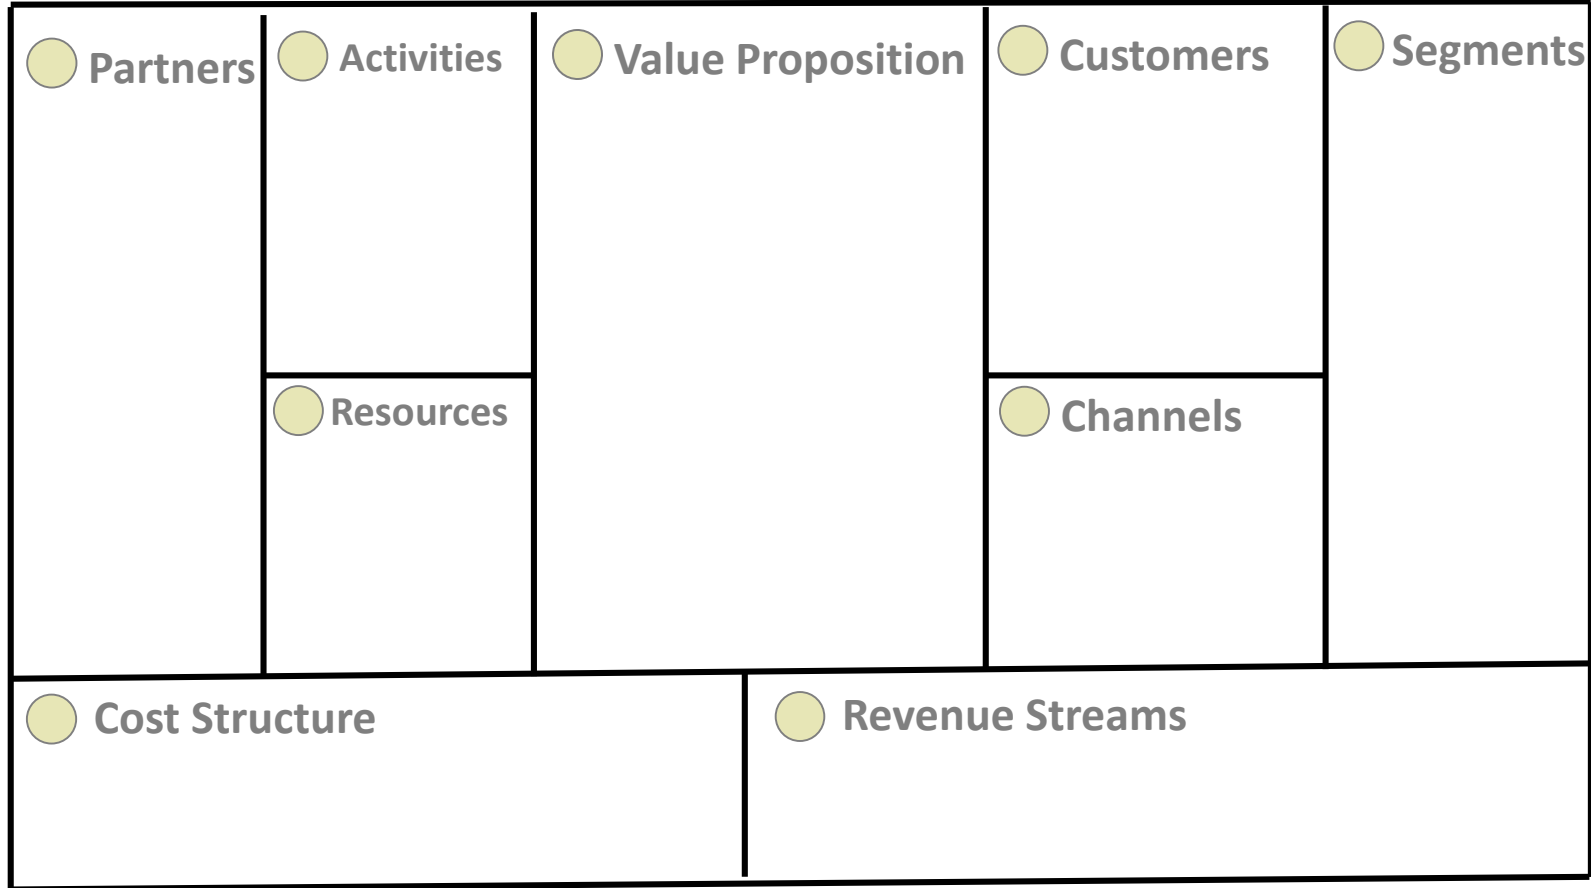 Partners
Activities
Value Proposition
Customers
Segments
Resources
Channels
Cost Structure
Revenue Streams